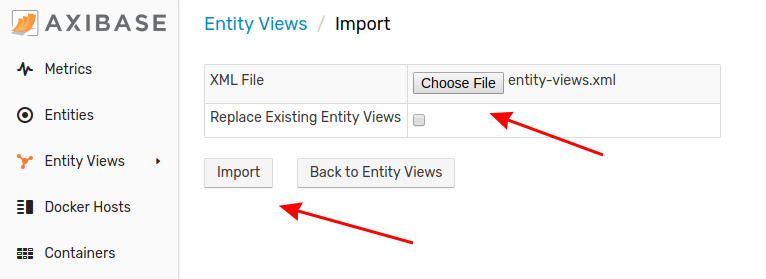 AXIBASE
Metrics
Entities
Entity Views
Docker Hosts
Containers
Entity Views / Import
XML File Choose File entity-views.xml
Replace Existing Entity Views
Import Back to Entity Views